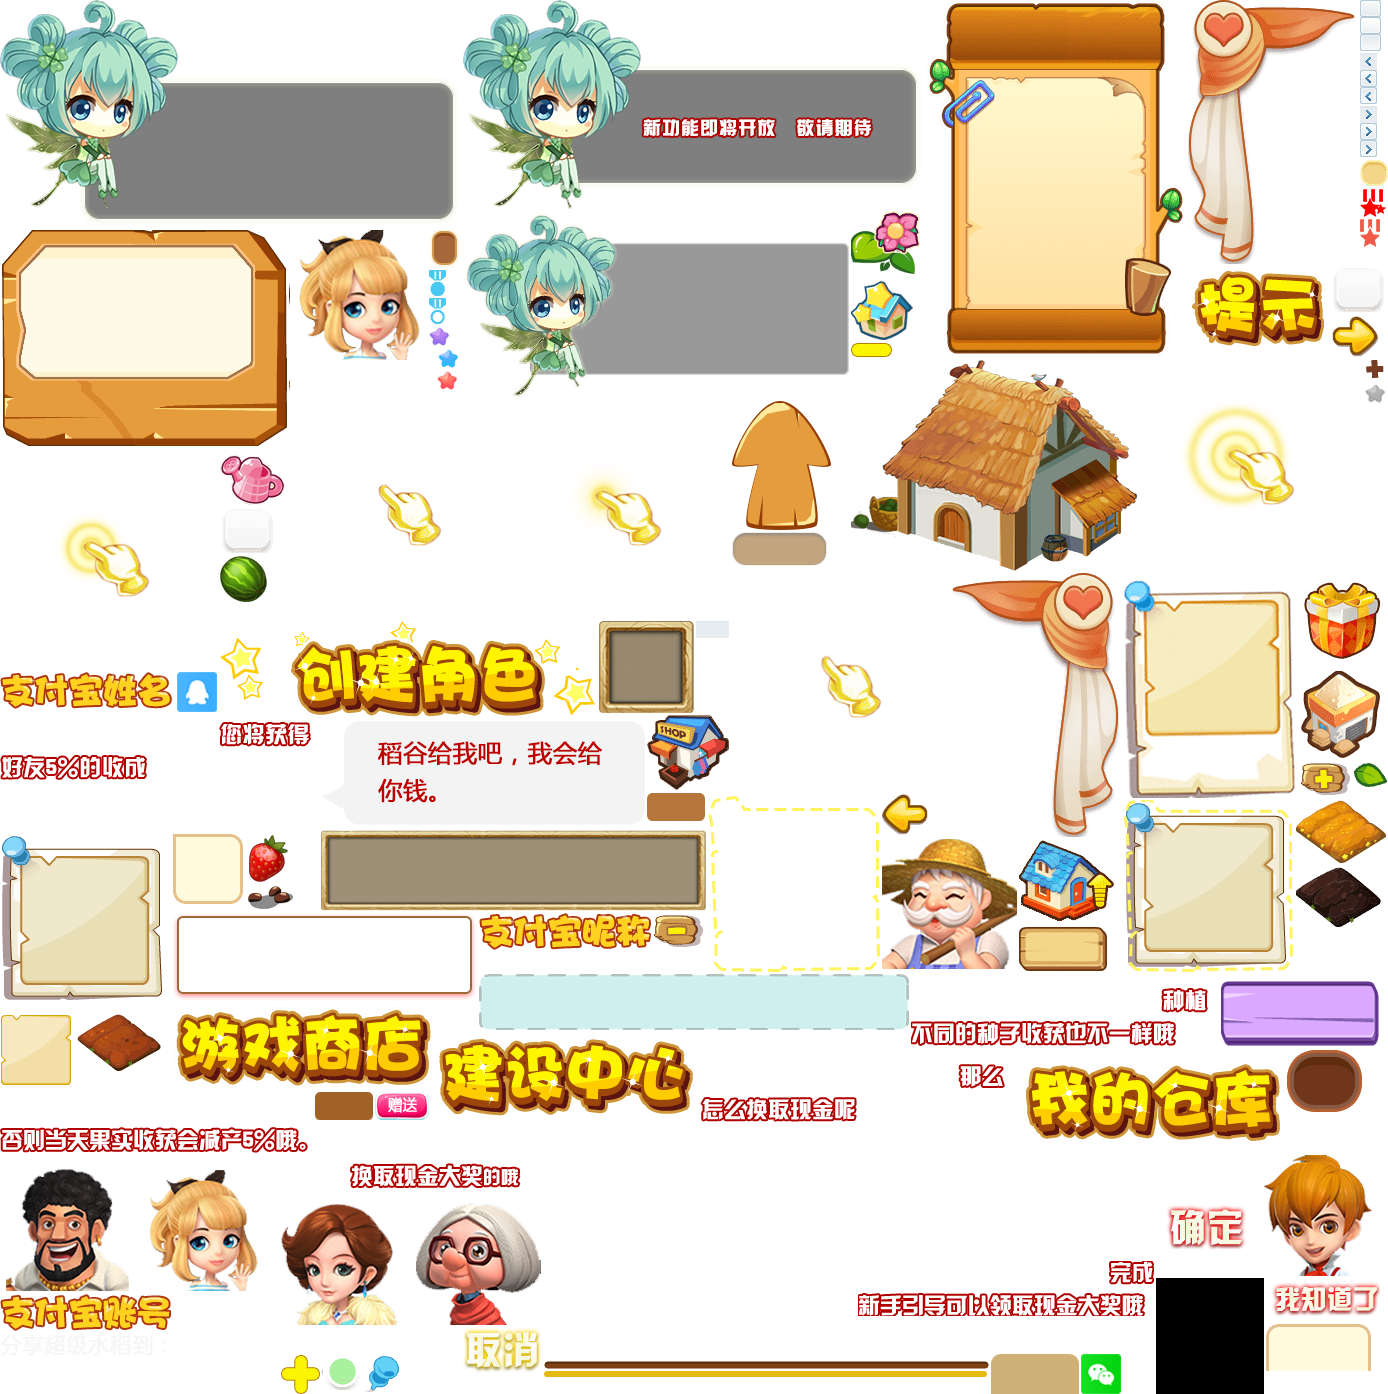 新功能即将开放 敬请期待
提示
创建角色
支付宝姓名
您将获得
SHOP
稻谷给我吧，我会给
你钱。
好友5%的收成
支付宝昵称
种植
游戏商店
不同的种子收获也不一样哦
建设中心
那么
我的仓库
赠送
怎么换取现金呢
否则当天果实收获会减产5%哦。
换取现金大奖的哦
确定
完成
我知道了
支付宝账号
新手引导可以领取现金大奖哦
分享超级水稻到：
取消